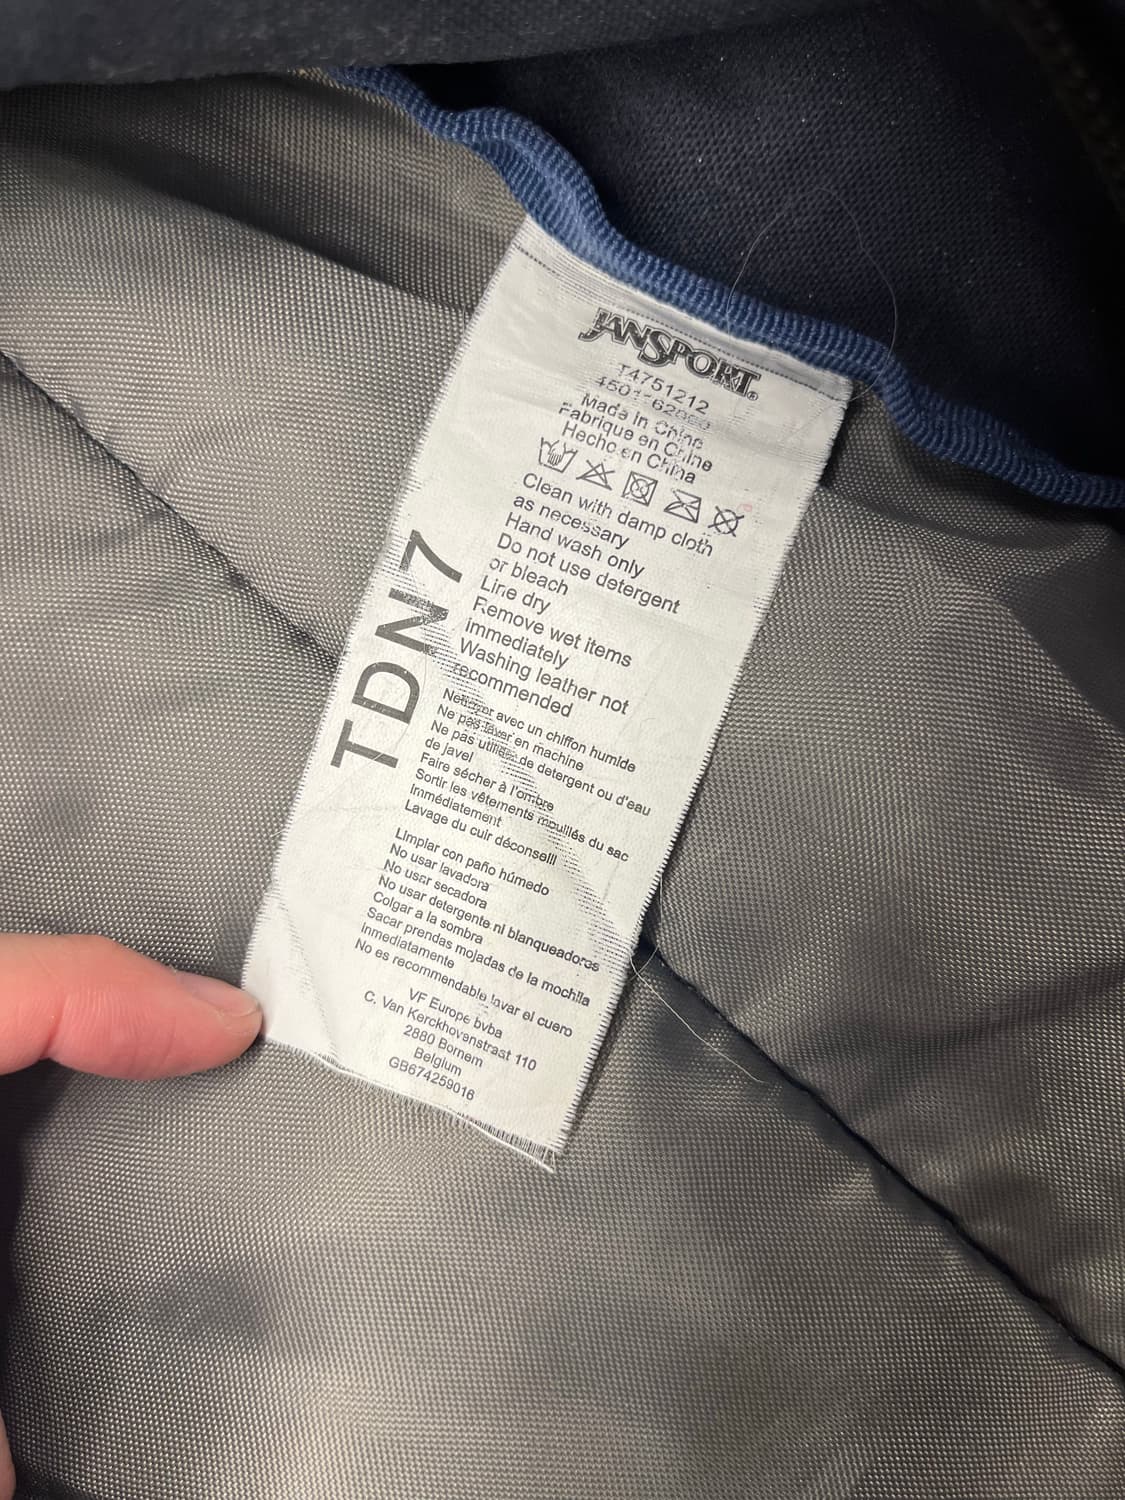 JANSPORT®
T4751212
Made in China
Fabrique en Chine
Hecho en China
Clean with damp cloth
as necessary
Hand wash only
Do not use detergent
or bleach
Line dry
Remove wet items
immediately
Washing leather not
recommended
TDN7
Nettoyer avec un chiffon humide
Ne pas laver en machine
Ne pas utiliser de detergent ou d'eau
de javel
Faire sécher à l'ombre
Sortir les vêtements mouillés du sac
Immédiatement
Lavage du cuir déconseill
Limpiar con paño húmedo
No usar lavadora
No usar secadora
No usar detergente ni blanqueadores
Colgar a la sombra
Sacar prendas mojadas de la mochila
Inmediatamente
No es recomendable lavar el cuero
VF Europe bvba
C. Van Kerckhovenstraat 110
2880 Bornem
Belgium
GB674259016